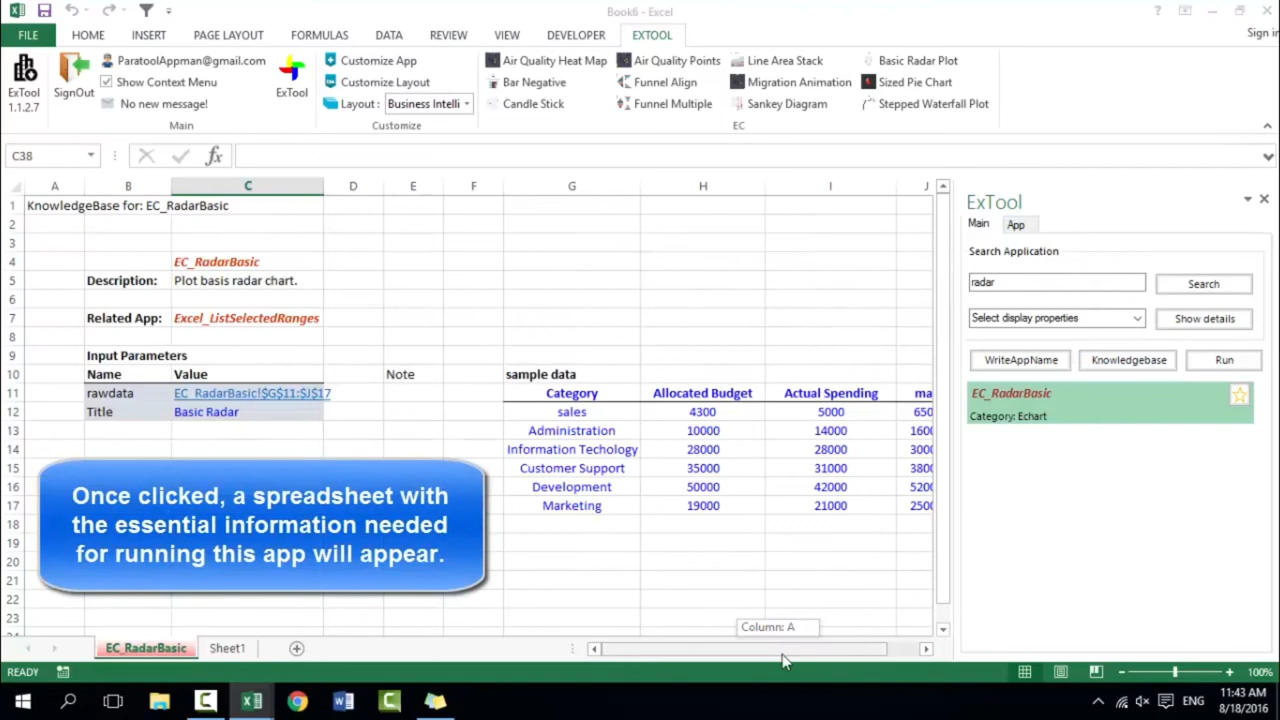 Book6 - Excel
?
FILE HOME INSERT PAGE LAYOUT FORMULAS DATA REVIEW VIEW DEVELOPER EXTOOL Sign in
ExTool 1.1.2.7
SignOut
ParatoolAppman@gmail.com
Show Context Menu
No new message!
ExTool
Main
Customize App
Customize Layout
Layout: Business Intelli
Customize
Air Quality Heat Map Air Quality Points Line Area Stack Basic Radar Plot
Bar Negative Funnel Align Migration Animation Sized Pie Chart
Candle Stick Funnel Multiple Sankey Diagram Stepped Waterfall Plot
EC
C38 fx
A B C D E F G H I J
1 KnowledgeBase for: EC_RadarBasic
2
3
4 EC_RadarBasic
5 Description: Plot basis radar chart.
6
7 Related App: Excel_ListSelectedRanges
8
9 Input Parameters
10 Name Value Note sample data
11 rawdata EC_RadarBasic!$G$11:$J$17 Category Allocated Budget Actual Spending ma
12 Title Basic Radar sales 4300 5000 650
13 Administration 10000 14000 1600
14 Information Techology 28000 28000 3000
15 Customer Support 35000 31000 3800
16 Development 50000 42000 5200
17 Marketing 19000 21000 2500
18
19
20
21
22
23
Once clicked, a spreadsheet with
the essential information needed
for running this app will appear.
Column: A
EC_RadarBasic Sheet1
READY 100%
ExTool
Main App
Search Application
radar Search
Select display properties Show details
WriteAppName Knowledgebase Run
EC_RadarBasic
Category: Echart
ENG
11:43 AM
8/18/2016